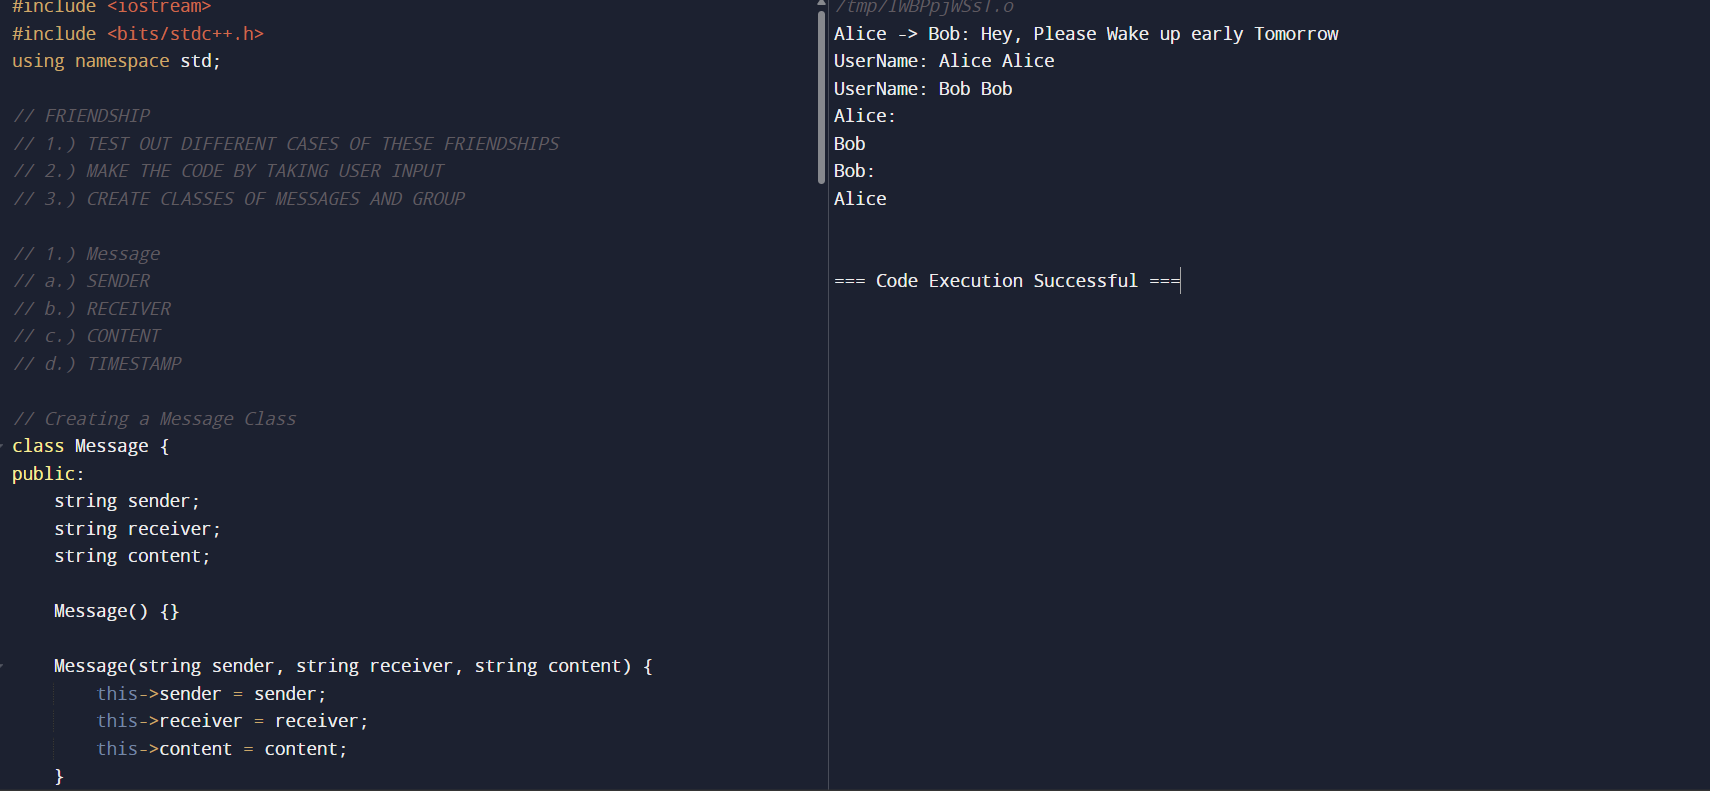 #include <iostream>
#include <bits/stdc++.h>
using namespace std;
// FRIENDSHIP
// 1.) TEST OUT DIFFERENT CASES OF THESE FRIENDSHIPS
// 2.) MAKE THE CODE BY TAKING USER INPUT
// 3.) CREATE CLASSES OF MESSAGES AND GROUP
// 1.) Message
// a.) SENDER
// b.) RECEIVER
// c.) CONTENT
// d.) TIMESTAMP
// Creating a Message Class
class Message {
public:
string sender;
string receiver;
string content;
Message() {}
Message(string sender, string receiver, string content) {
this->sender = sender;
this->receiver = receiver;
this->content = content;
}
Alice -> Bob: Hey, Please Wake up early Tomorrow
UserName: Alice Alice
UserName: Bob Bob
Alice:
Bob
Bob:
Alice
=== Code Execution Successful ===